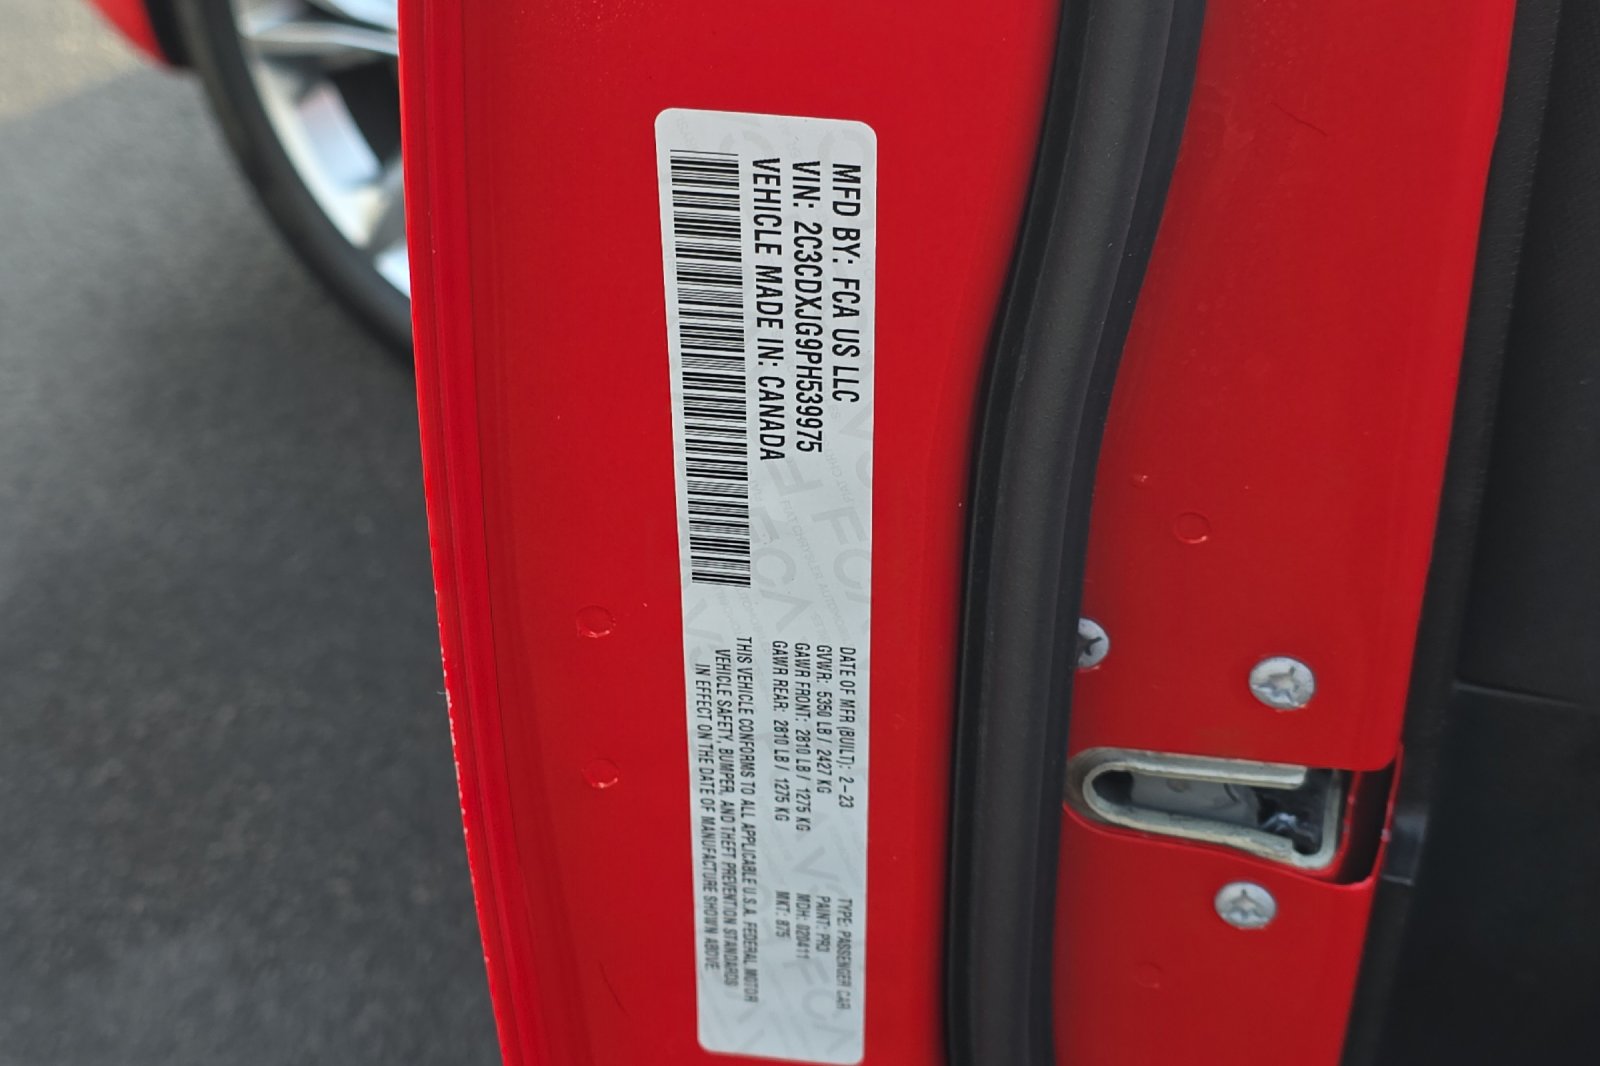 MFD BY: FCA US LLC
VIN: 2C3CDXJG9PH539975
VEHICLE MADE IN: CANADA
DATE OF MFR (BUILT): 2-23
GVWR: 5350 LB / 2427 KG
GAWR FRONT: 2810 LB / 1275 KG
GAWR REAR: 2810 LB / 1275 KG
TYPE: PASSENGER CAR
PAINT: PR3
MDH: 020411
MKT: 875
THIS VEHICLE CONFORMS TO ALL APPLICABLE U.S.A. FEDERAL MOTOR
VEHICLE SAFETY, BUMPER, AND THEFT PREVENTION STANDARDS
IN EFFECT ON THE DATE OF MANUFACTURE SHOWN ABOVE.